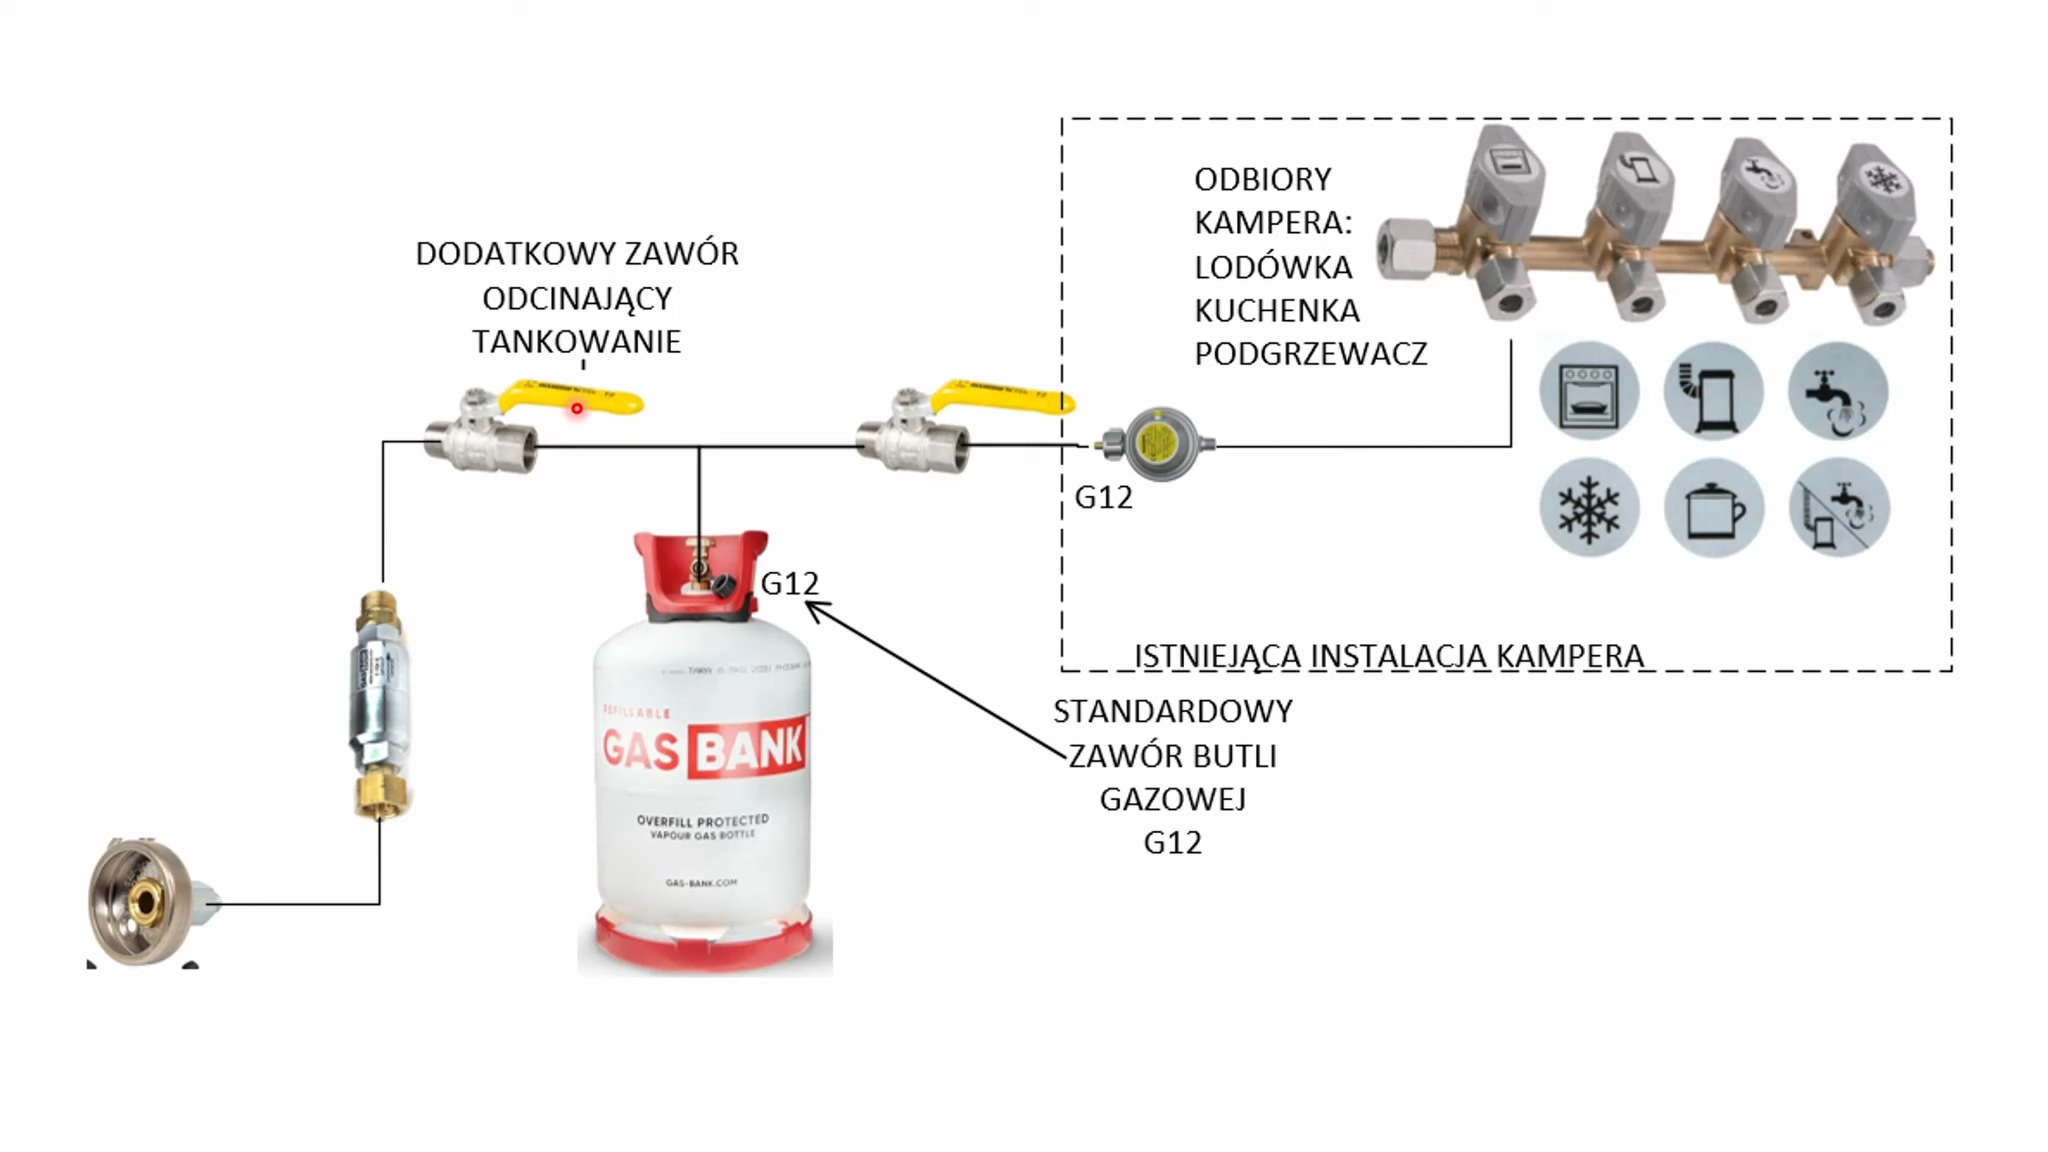 DODATKOWY ZAWÓR
ODCINAJĄCY
TANKOWANIE
ODBIORY
KAMPERA:
LODÓWKA
KUCHENKA
PODGRZEWACZ
G12
G12
ISTNIEJĄCA INSTALACJA KAMPERA
STANDARDOWY
ZAWÓR BUTLI
GAZOWEJ
G12
REFILLABLE
GAS BANK
OVERFILL PROTECTED
VAPOUR GAS BOTTLE
GAS-BANK.COM